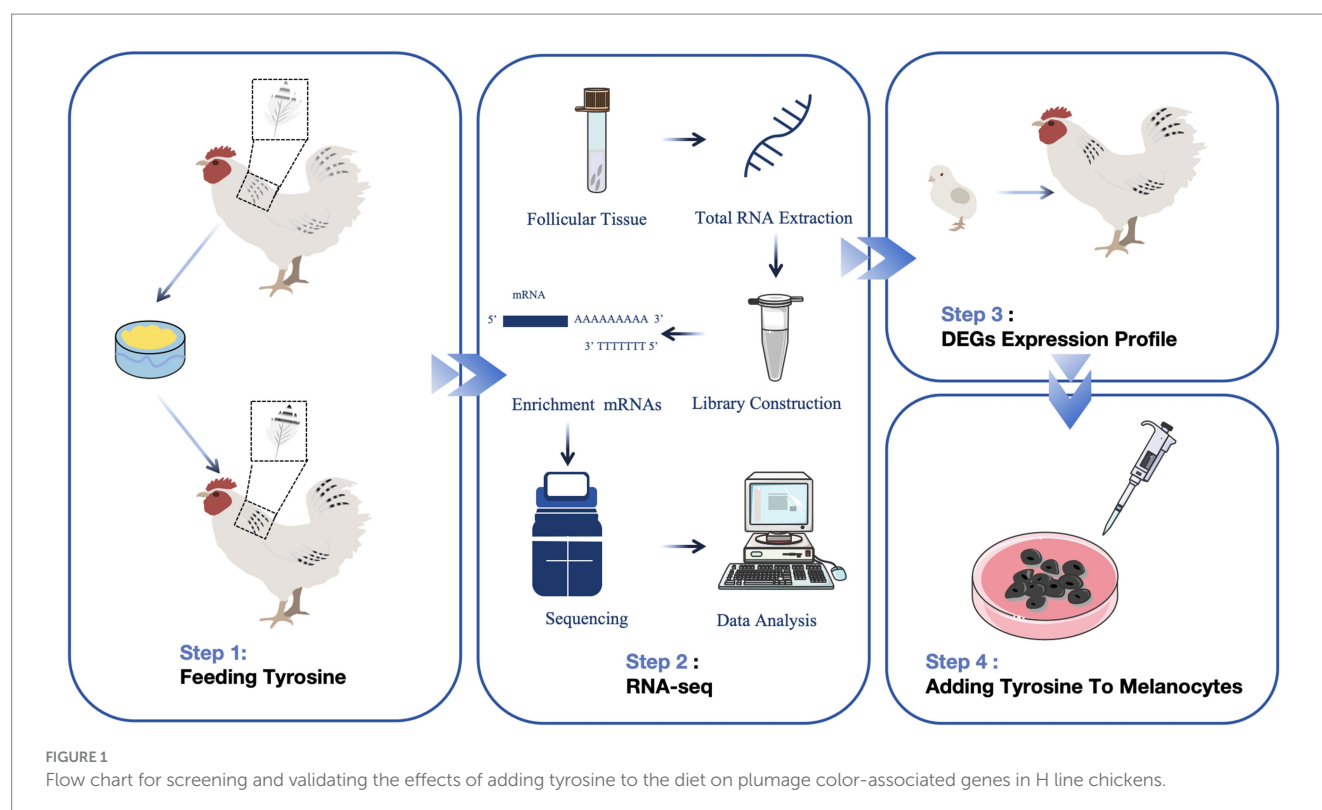 Step 1:
Feeding Tyrosine
Follicular Tissue
Total RNA Extraction
mRNA
5’ AAAAAAAAA 3’
3’ TTTTTTT 5’
Enrichment mRNAs
Library Construction
Sequencing
Data Analysis
Step 2 :
RNA-seq
Step 3 :
DEGs Expression Profile
Step 4 :
Adding Tyrosine To Melanocytes
FIGURE 1
Flow chart for screening and validating the effects of adding tyrosine to the diet on plumage color-associated genes in H line chickens.